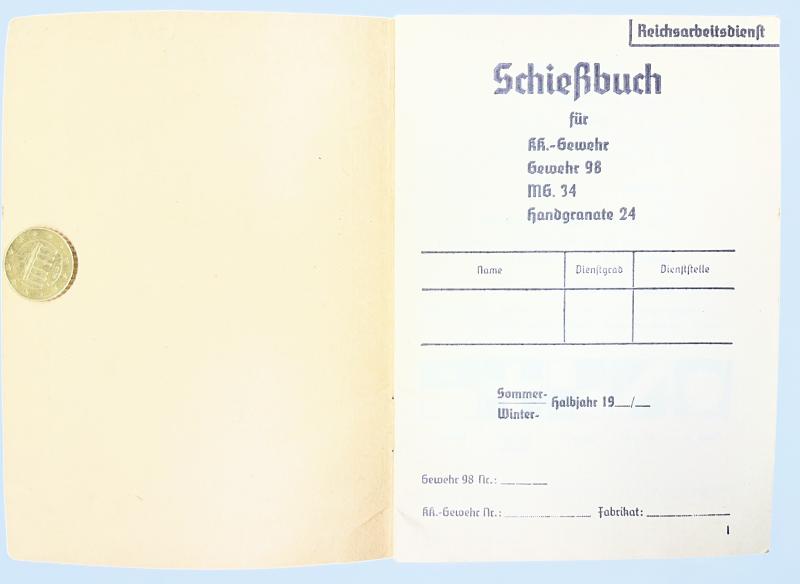 Reichsarbeitsdienst
Schießbuch
für
KK.-Gewehr
Gewehr 98
MG. 34
Handgranate 24
Name Dienstgrad Dienststelle
Sommer-
Winter- Halbjahr 19__/__
Gewehr 98 Nr.: ______
KK.-Gewehr Nr.: ............ Fabrikat: ............
1